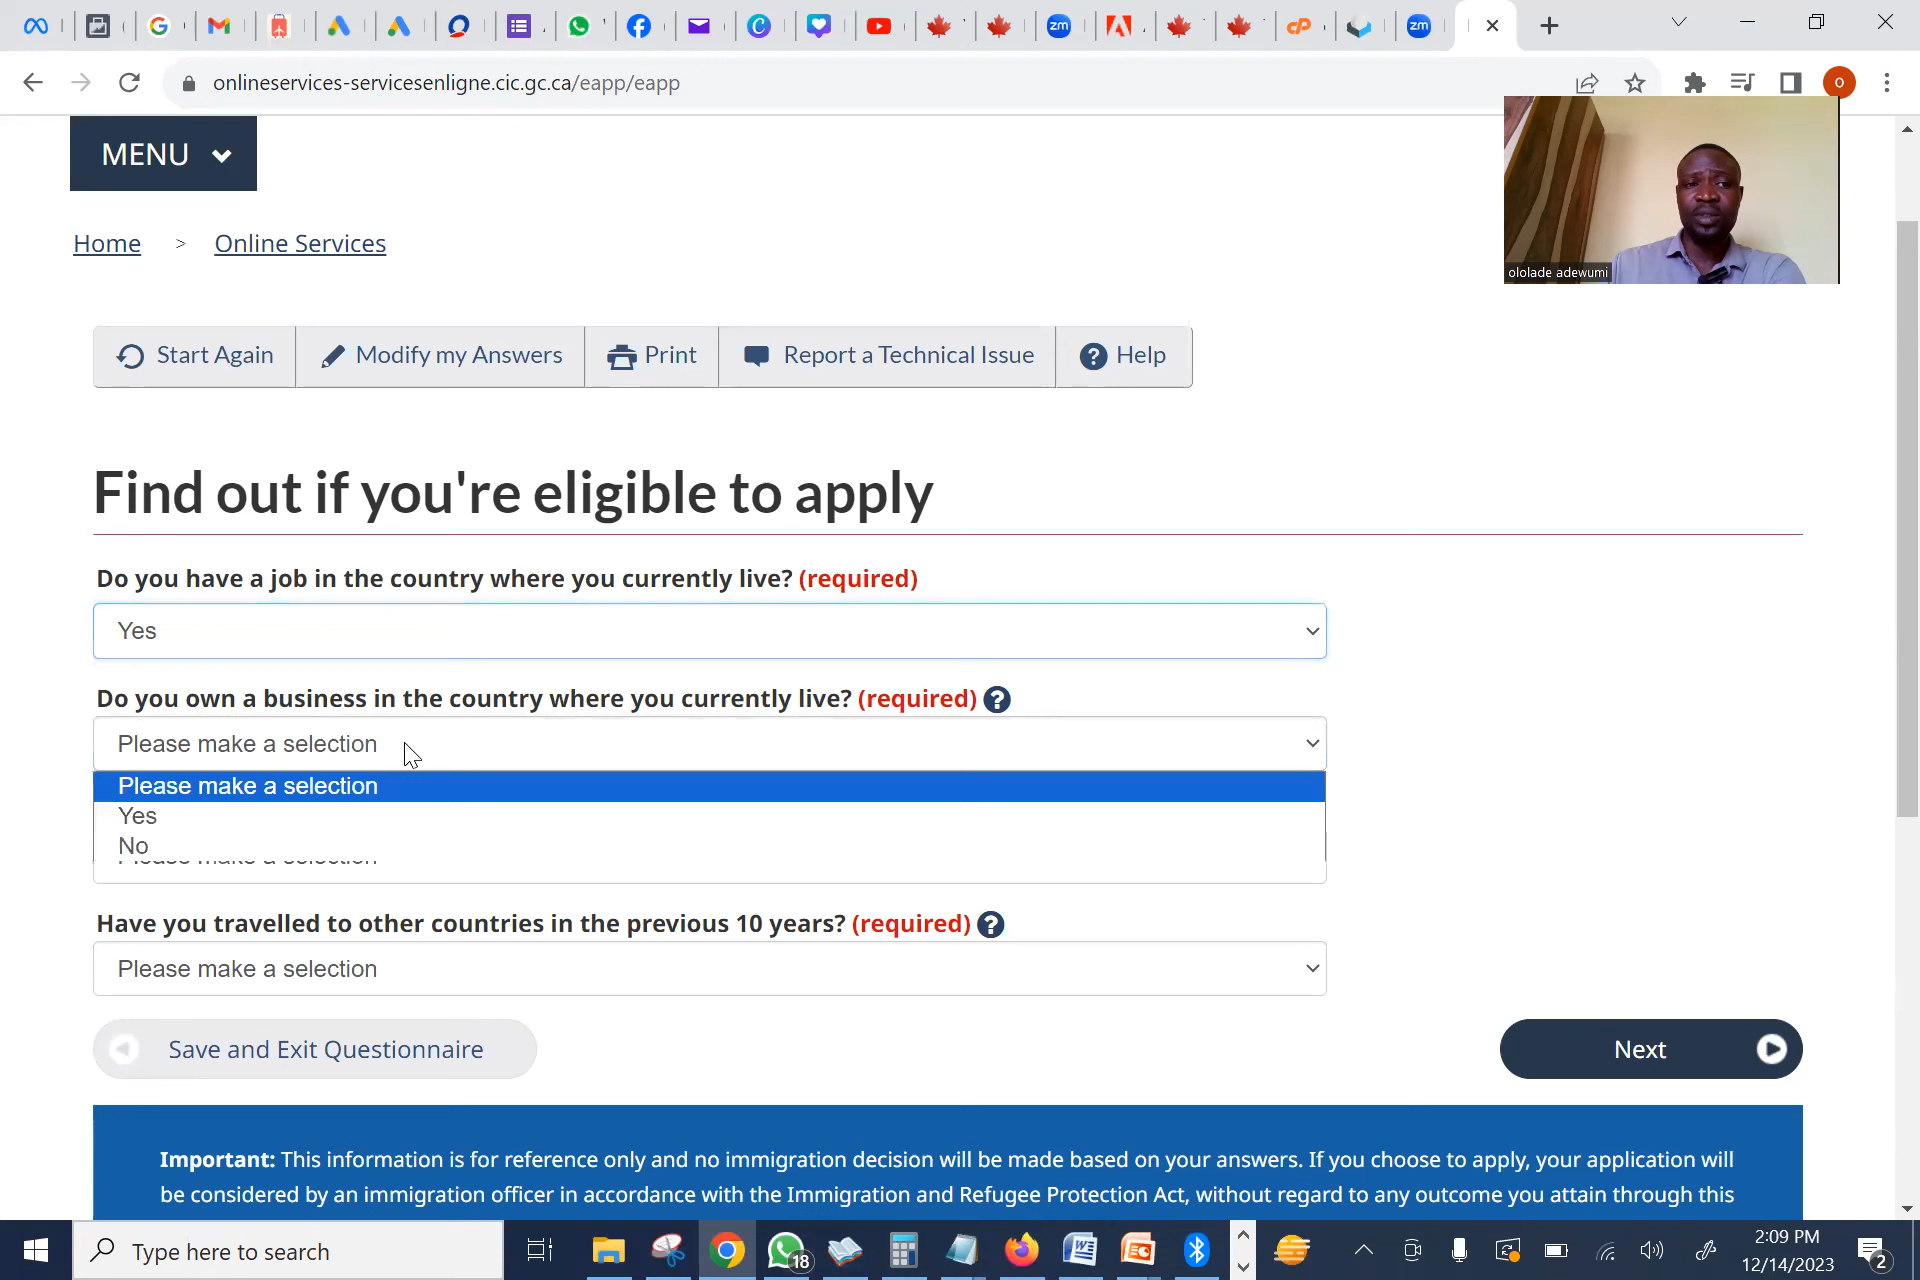 onlineservices-servicesenligne.cic.gc.ca/eapp/eapp
MENU
ololade adewumi
Home > Online Services
Start Again
Modify my Answers
Print
Report a Technical Issue
Help
Find out if you're eligible to apply
Do you have a job in the country where you currently live? (required)
Yes
Do you own a business in the country where you currently live? (required)
Please make a selection
Please make a selection
Yes
No
Please make a selection
Have you travelled to other countries in the previous 10 years? (required)
Please make a selection
Save and Exit Questionnaire
Next
Important: This information is for reference only and no immigration decision will be made based on your answers. If you choose to apply, your application will
be considered by an immigration officer in accordance with the Immigration and Refugee Protection Act, without regard to any outcome you attain through this
Type here to search
18
2:09 PM
12/14/2023
2